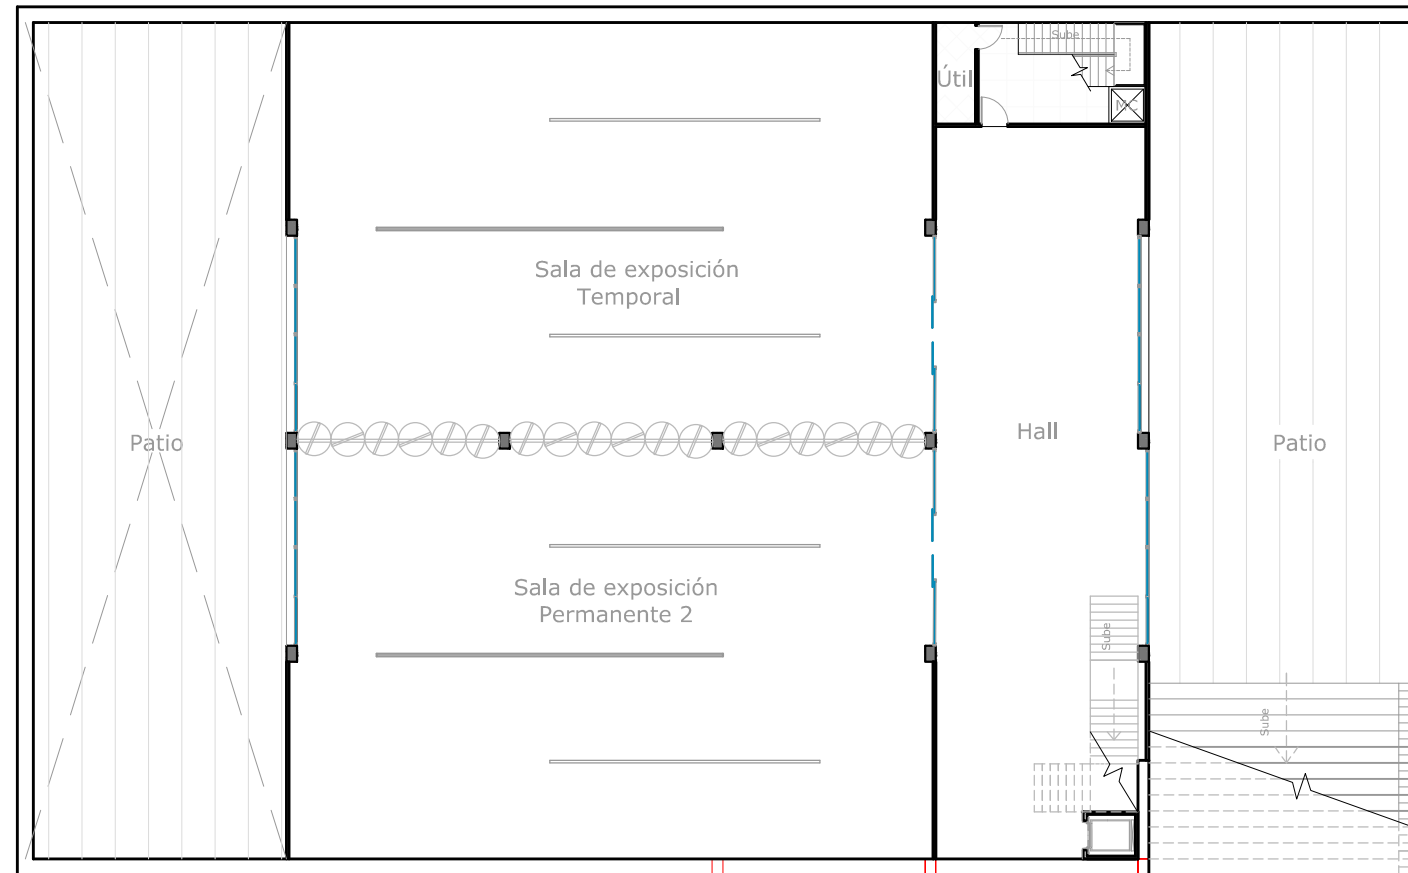 Sube
Útil
MC
Sala de exposición
Temporal
Patio
Hall
Patio
Sala de exposición
Permanente 2
Sube
Sube